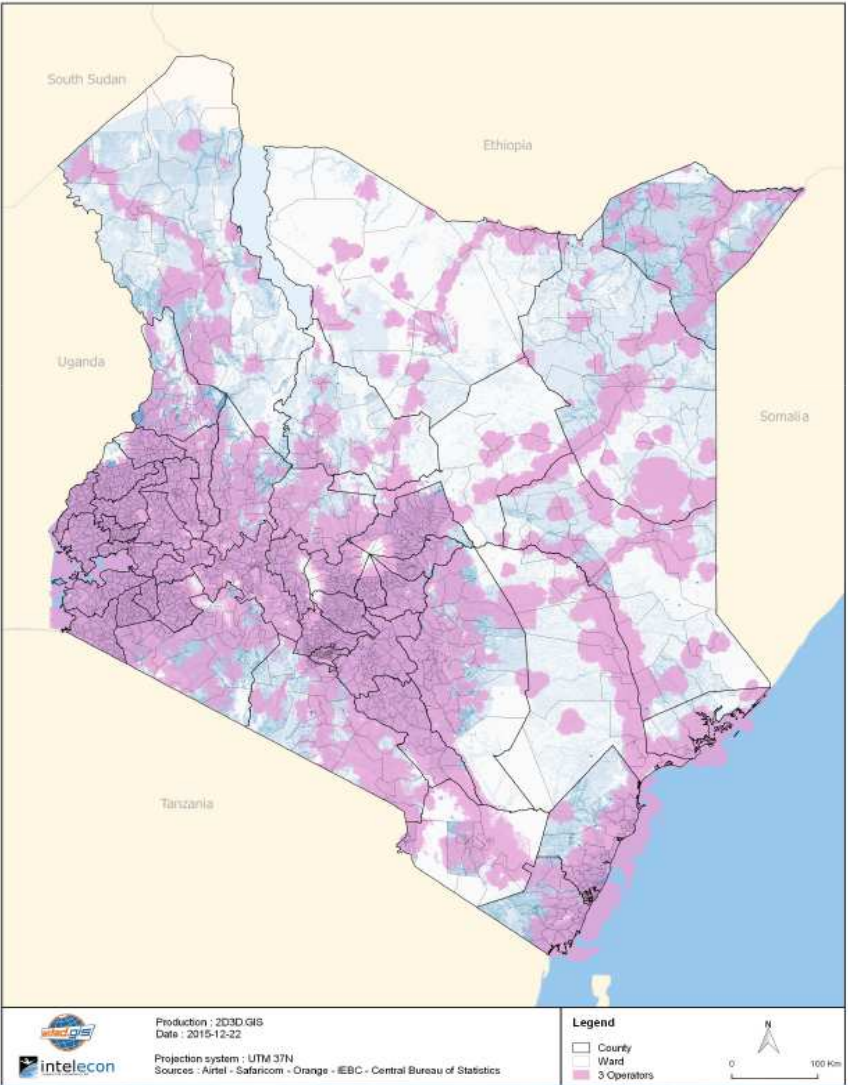 South Sudan
Ethiopia
Uganda
Somalia
Tanzania
intelecon
Production : 2D3D.GIS
Date : 2015-12-22
Projection system : UTM 37N
Sources : Airtel - Safaricom - Orange - IEBC - Central Bureau of Statistics
Legend
County
Ward
3 Operators
N
0 100 Km